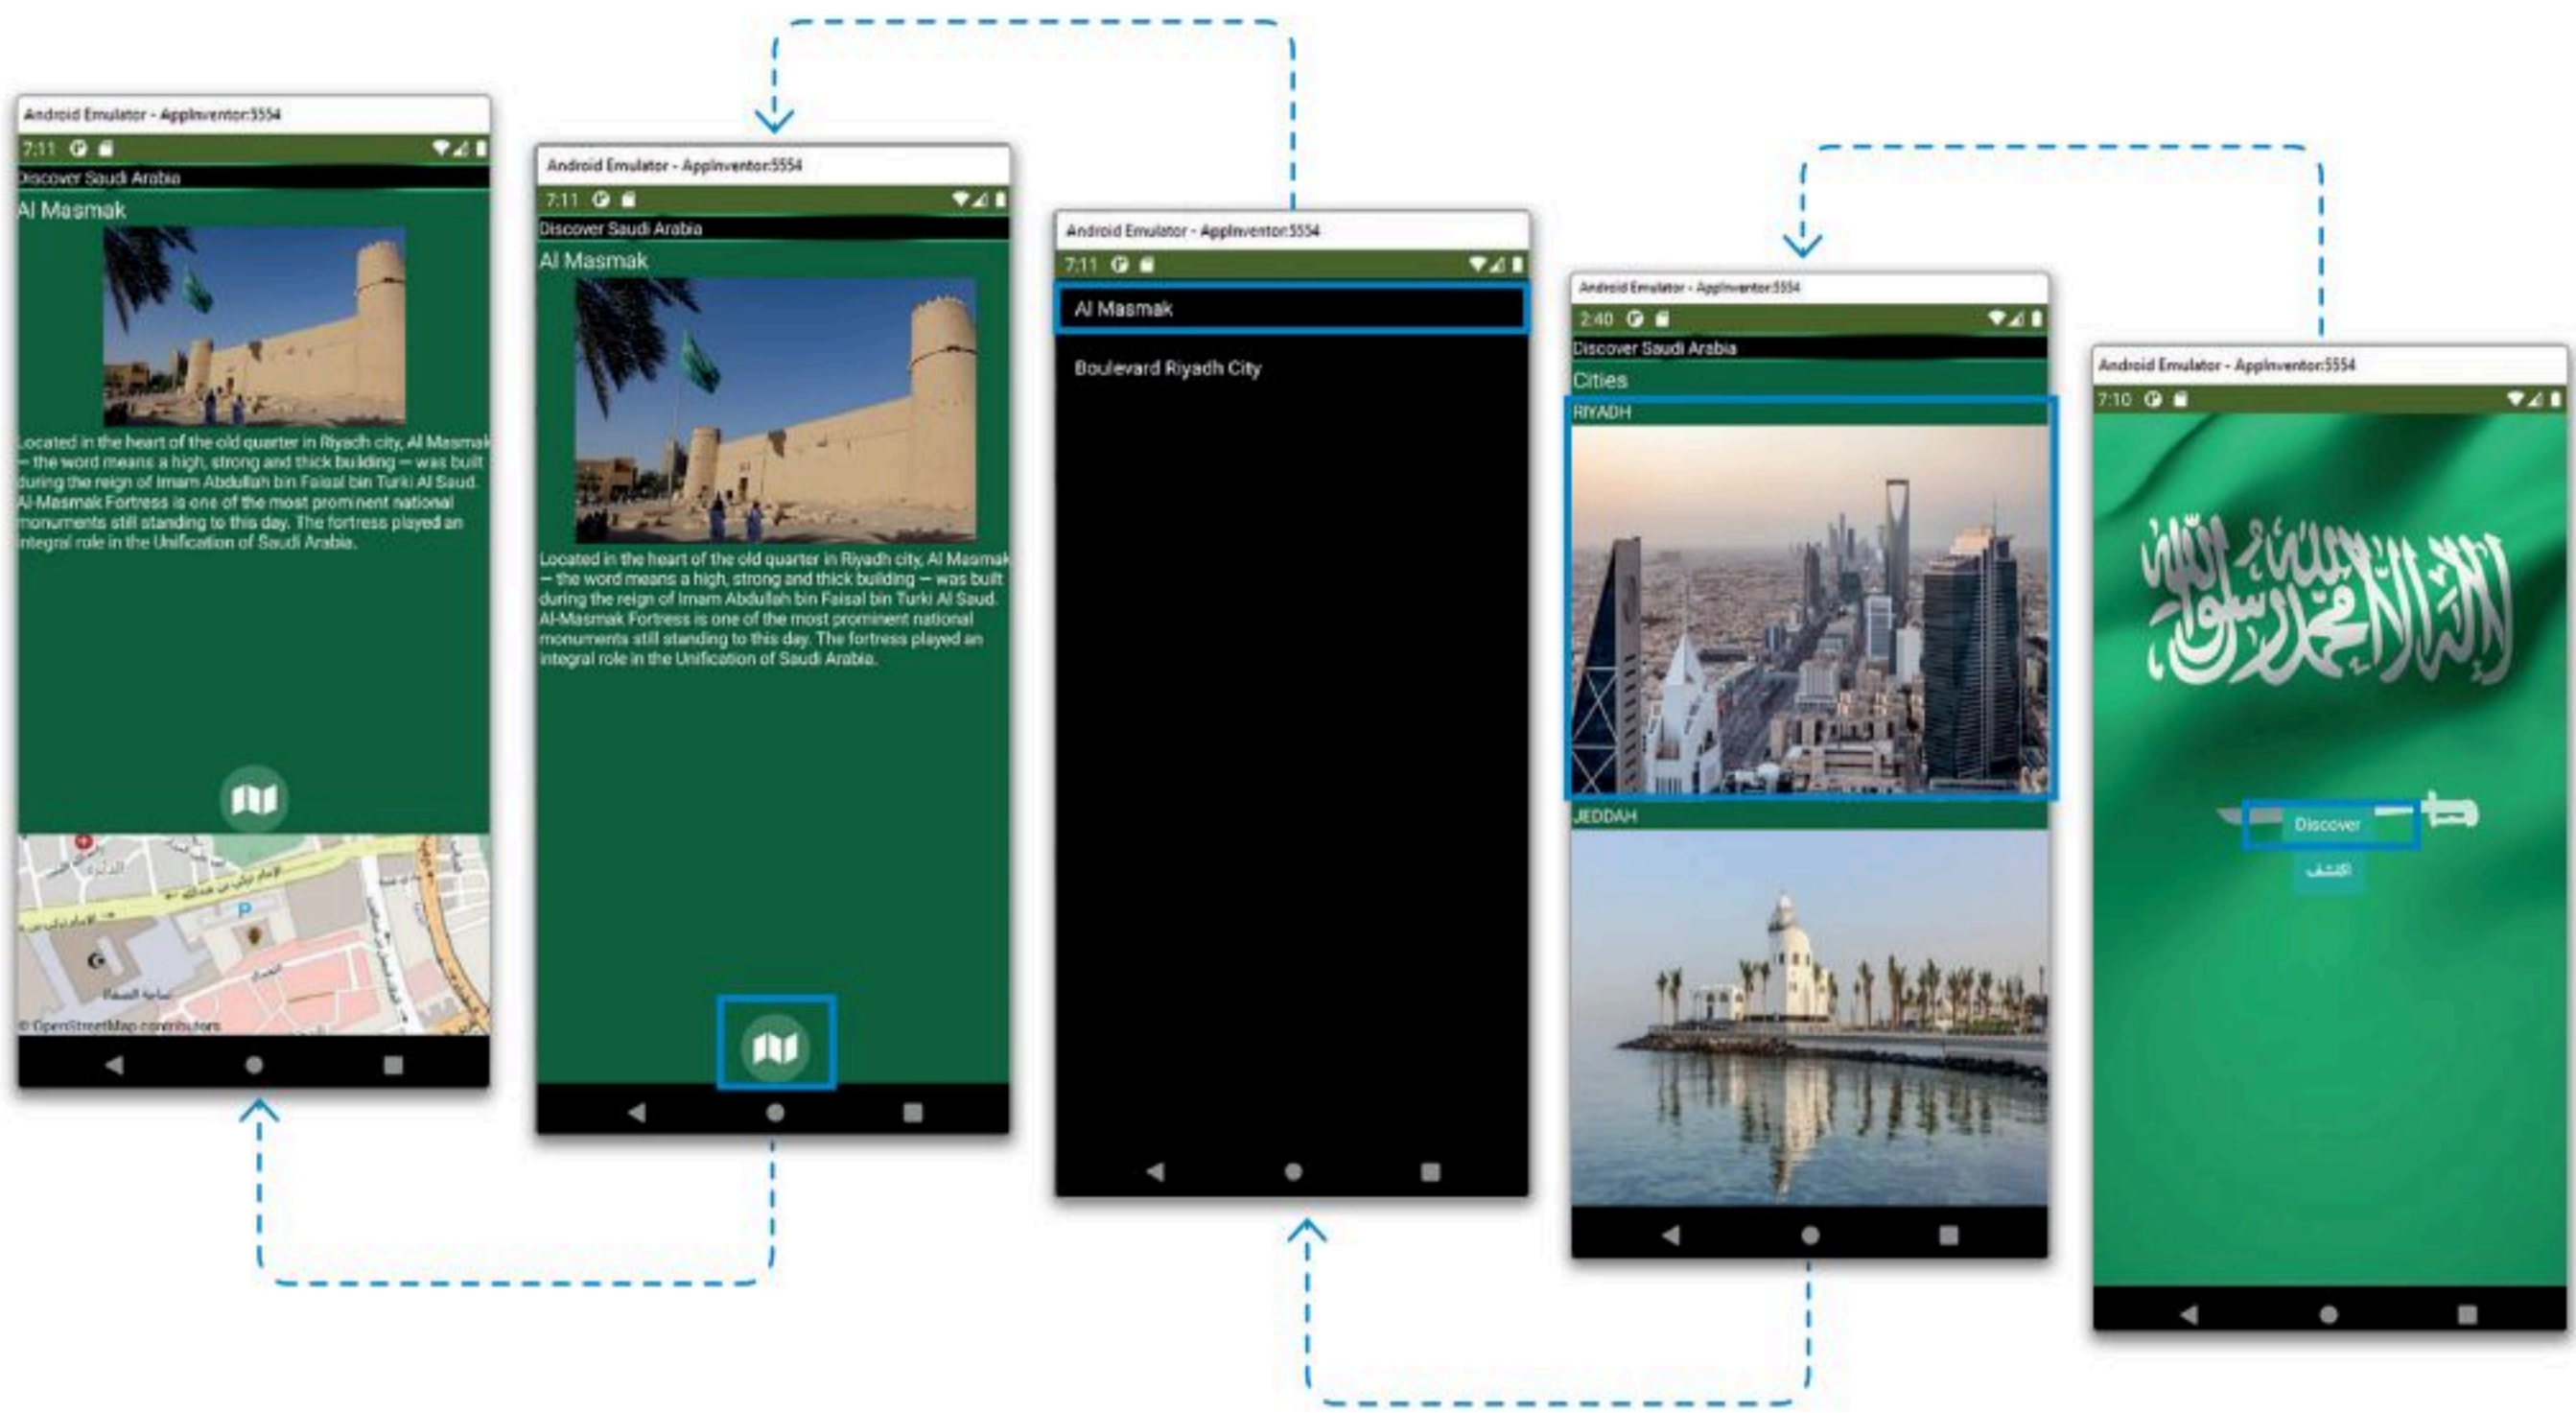 Android Emulator - AppInventor:5554
7:11
Discover Saudi Arabia
Al Masmak
Located in the heart of the old quarter in Riyadh city, Al Masmak
– the word means a high, strong and thick building – was built
during the reign of Imam Abdullah bin Faisal bin Turki Al Saud.
Al-Masmak Fortress is one of the most prominent national
monuments still standing to this day. The fortress played an
integral role in the Unification of Saudi Arabia.
P
© OpenStreetMap contributors
Android Emulator - AppInventor:5554
7:11
Discover Saudi Arabia
Al Masmak
Located in the heart of the old quarter in Riyadh city, Al Masmak
– the word means a high, strong and thick building – was built
during the reign of Imam Abdullah bin Faisal bin Turki Al Saud.
Al-Masmak Fortress is one of the most prominent national
monuments still standing to this day. The fortress played an
integral role in the Unification of Saudi Arabia.
Android Emulator - AppInventor:5554
7:11
Al Masmak
Boulevard Riyadh City
Android Emulator - AppInventor:5554
2:40
Discover Saudi Arabia
Cities
RIYADH
JEDDAH
Android Emulator - AppInventor:5554
7:10
لا إله إلا الله محمد رسول الله
Discover
اكتشف